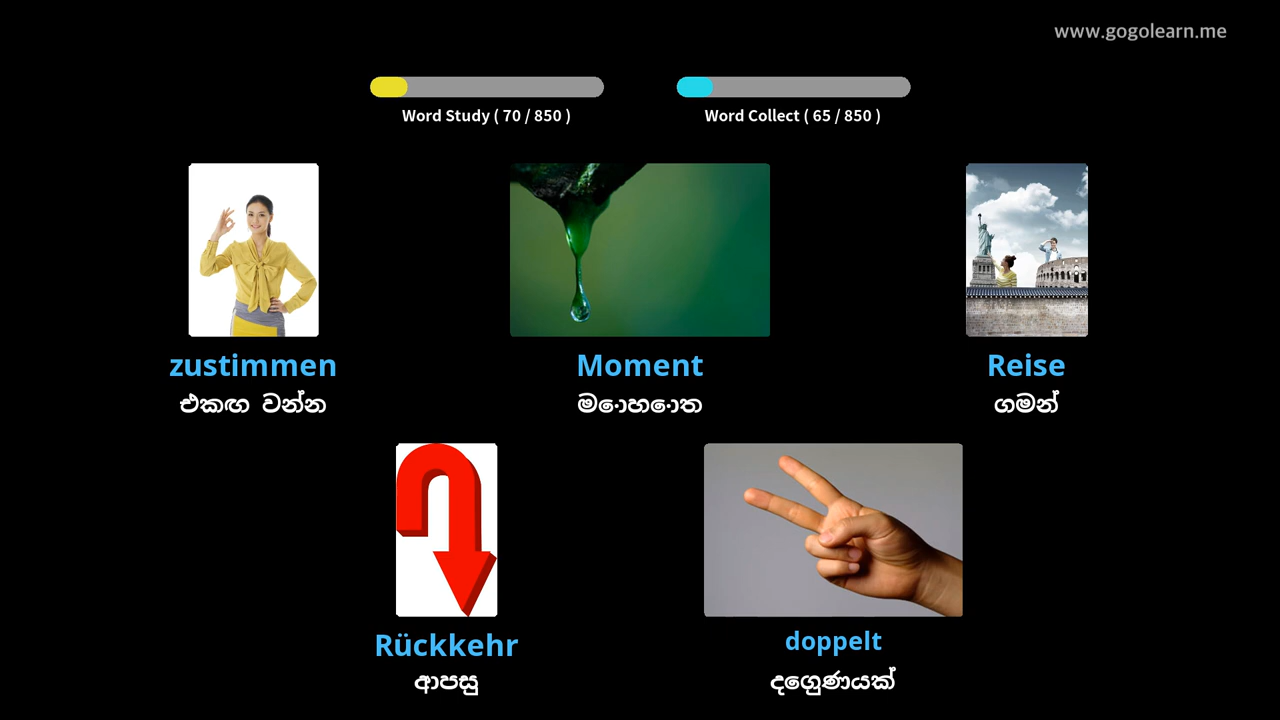 www.gogolearn.me
Word Study ( 70 / 850 )
Word Collect ( 65 / 850 )
zustimmen
එකඟ වන්න
Moment
මොහොත
Reise
ගමන්
Rückkehr
ආපසු
doppelt
දෙගුණයක්